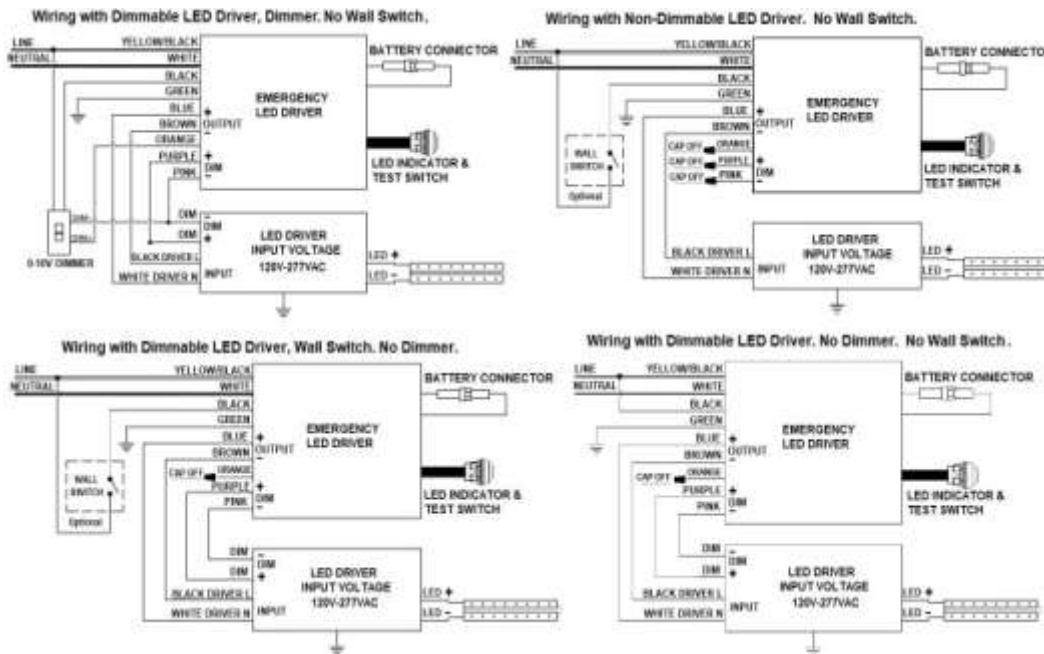 Wiring with Dimmable LED Driver, Dimmer. No Wall Switch.
LINE
YELLOW/BLACK
NEUTRAL
WHITE
BLACK
GREEN
BLUE
+
OUTPUT
BROWN
-
ORANGE
PURPLE
+
DIM
PINK
-
EMERGENCY
LED DRIVER
BATTERY CONNECTOR
LED INDICATOR &
TEST SWITCH
0-10V DIMMER
DIM
-
DIM
DIM
+
BLACK DRIVER L
WHITE DRIVER N
INPUT
LED DRIVER
INPUT VOLTAGE
120V-277VAC
LED +
LED -
Wiring with Non-Dimmable LED Driver. No Wall Switch.
LINE
YELLOW/BLACK
NEUTRAL
WHITE
BLACK
GREEN
BLUE
+
OUTPUT
BROWN
-
CAP OFF
ORANGE
CAP OFF
PURPLE
+
DIM
CAP OFF
PINK
-
WALL
SWITCH
Optional
EMERGENCY
LED DRIVER
BATTERY CONNECTOR
LED INDICATOR &
TEST SWITCH
BLACK DRIVER L
WHITE DRIVER N
INPUT
LED DRIVER
INPUT VOLTAGE
120V-277VAC
LED +
LED -
Wiring with Dimmable LED Driver, Wall Switch. No Dimmer.
LINE
YELLOW/BLACK
NEUTRAL
WHITE
BLACK
GREEN
BLUE
+
OUTPUT
BROWN
-
CAP OFF
ORANGE
PURPLE
+
DIM
PINK
-
WALL
SWITCH
Optional
EMERGENCY
LED DRIVER
BATTERY CONNECTOR
LED INDICATOR &
TEST SWITCH
DIM
-
DIM
DIM
+
BLACK DRIVER L
WHITE DRIVER N
INPUT
LED DRIVER
INPUT VOLTAGE
120V-277VAC
LED +
LED -
Wiring with Dimmable LED Driver. No Dimmer. No Wall Switch.
LINE
YELLOW/BLACK
NEUTRAL
WHITE
BLACK
GREEN
BLUE
+
OUTPUT
BROWN
-
CAP OFF
ORANGE
PURPLE
+
DIM
PINK
-
EMERGENCY
LED DRIVER
BATTERY CONNECTOR
LED INDICATOR &
TEST SWITCH
DIM
-
DIM
DIM
+
BLACK DRIVER L
WHITE DRIVER N
INPUT
LED DRIVER
INPUT VOLTAGE
120V-277VAC
LED +
LED -